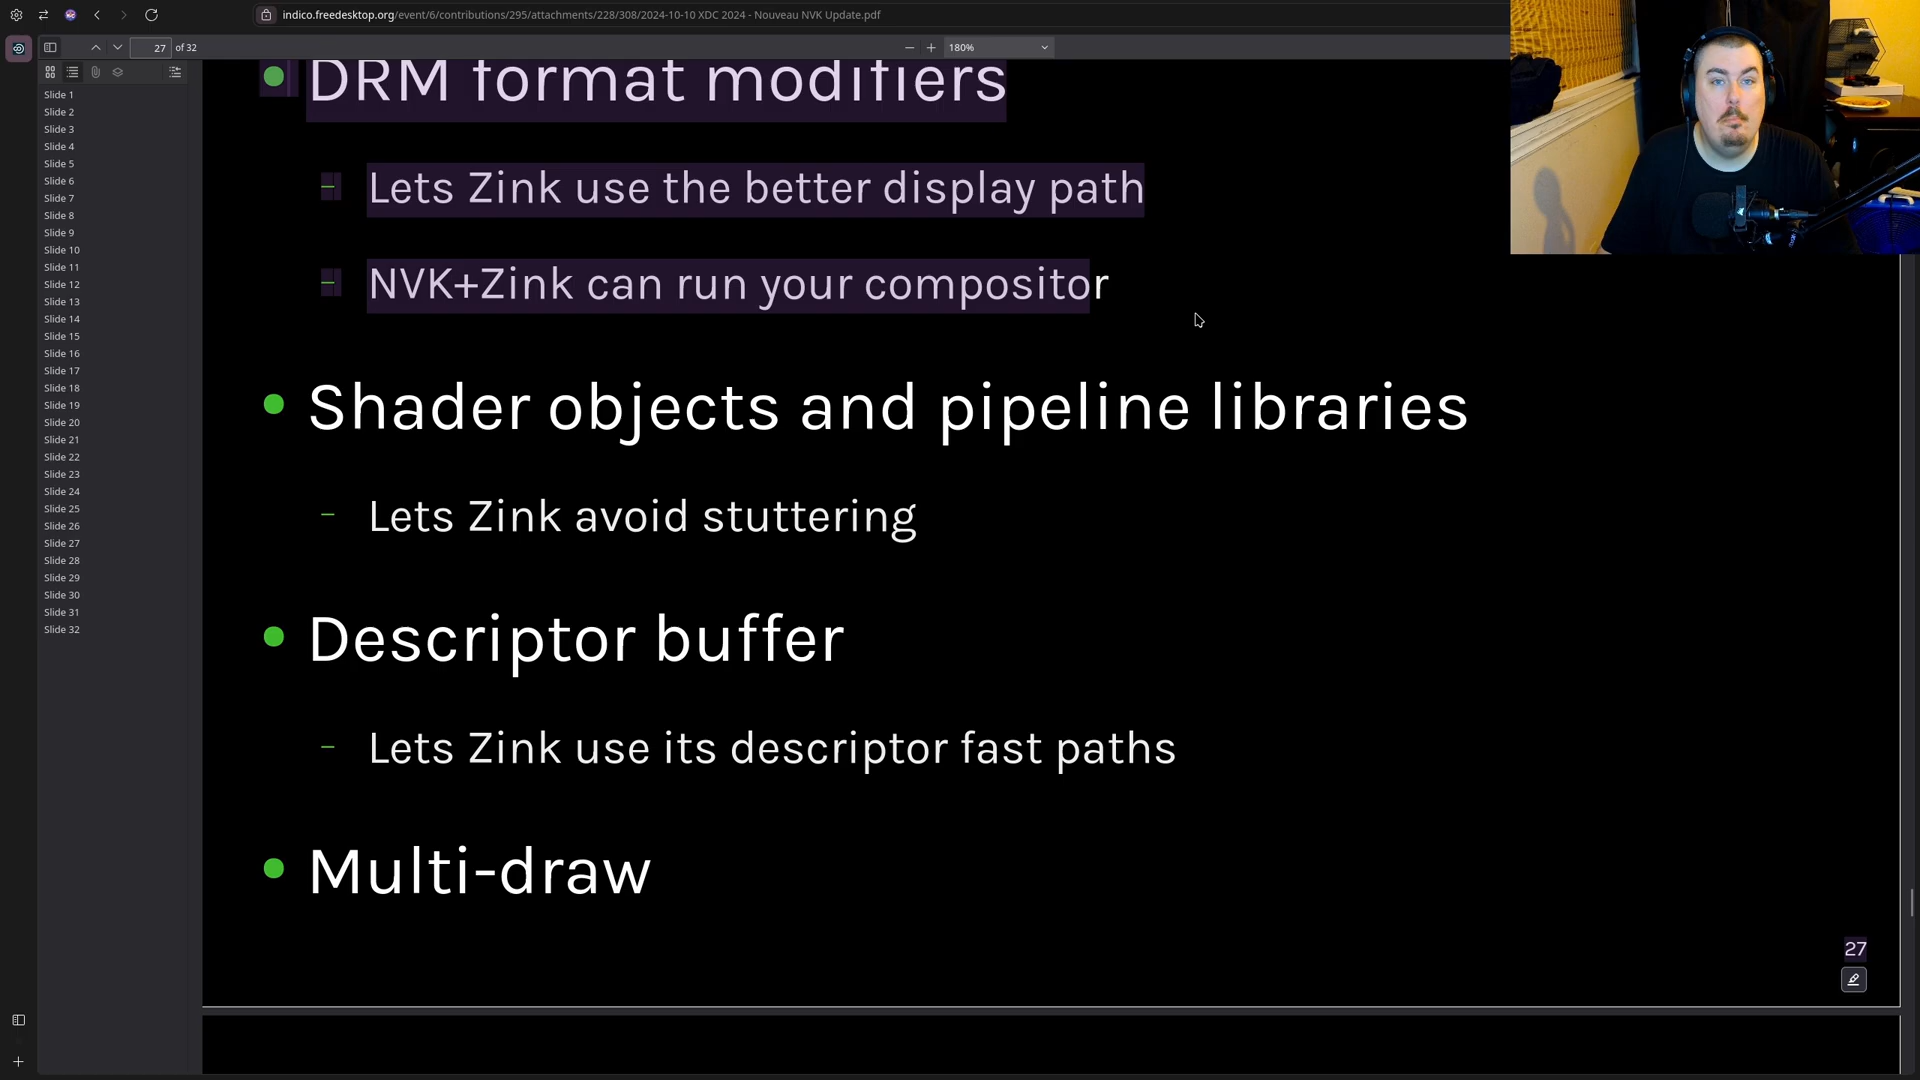 indico.freedesktop.org/event/6/contributions/295/attachments/228/308/2024-10-10 XDC 2024 - Nouveau NVK Update.pdf
27 of 32
180%
Slide 1
Slide 2
Slide 3
Slide 4
Slide 5
Slide 6
Slide 7
Slide 8
Slide 9
Slide 10
Slide 11
Slide 12
Slide 13
Slide 14
Slide 15
Slide 16
Slide 17
Slide 18
Slide 19
Slide 20
Slide 21
Slide 22
Slide 23
Slide 24
Slide 25
Slide 26
Slide 27
Slide 28
Slide 29
Slide 30
Slide 31
Slide 32
DRM format modifiers
– Lets Zink use the better display path
– NVK+Zink can run your compositor
Shader objects and pipeline libraries
– Lets Zink avoid stuttering
Descriptor buffer
– Lets Zink use its descriptor fast paths
Multi-draw
27